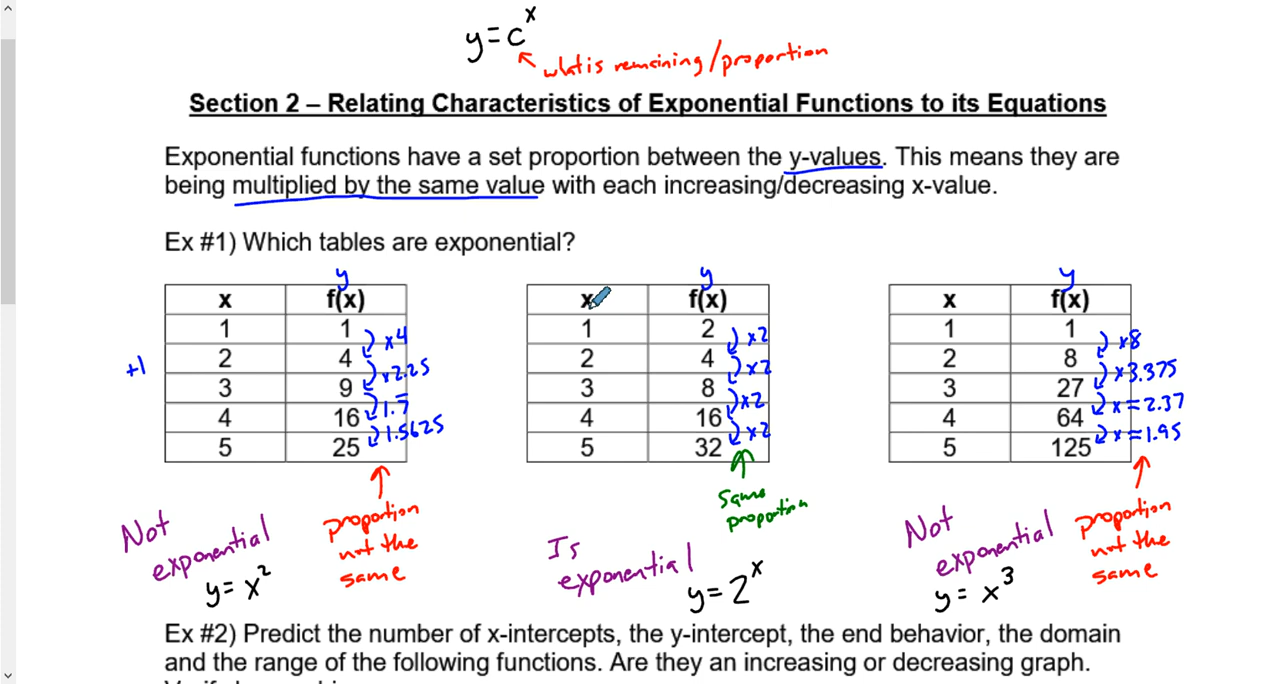 y = c^x
what is remaining/proportion
Section 2 – Relating Characteristics of Exponential Functions to its Equations
Exponential functions have a set proportion between the y-values. This means they are
being multiplied by the same value with each increasing/decreasing x-value.
Ex #1) Which tables are exponential?
y
x f(x)
1 1
2 4
3 9
4 16
5 25
+1
x4
x2.25
1.7̅
1.5625
Not
exponential
y = x²
proportion
not the
same
y
x f(x)
1 2
2 4
3 8
4 16
5 32
x2
x2
x2
x2
Same
proportion
Is
exponential
y = 2^x
y
x f(x)
1 1
2 8
3 27
4 64
5 125
x8
x3.375
x≈2.37
x≈1.95
Not
exponential
y = x³
proportion
not the
same
Ex #2) Predict the number of x-intercepts, the y-intercept, the end behavior, the domain
and the range of the following functions. Are they an increasing or decreasing graph.